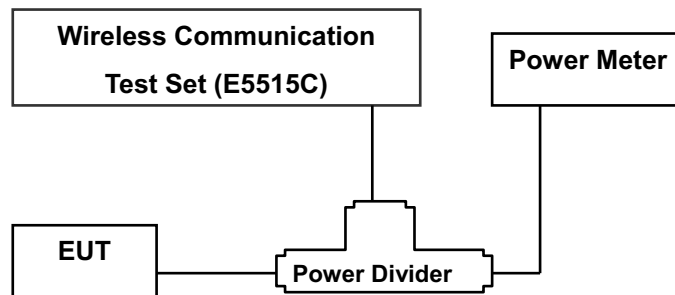 Wireless Communication
Test Set (E5515C)
Power Meter
EUT
Power Divider